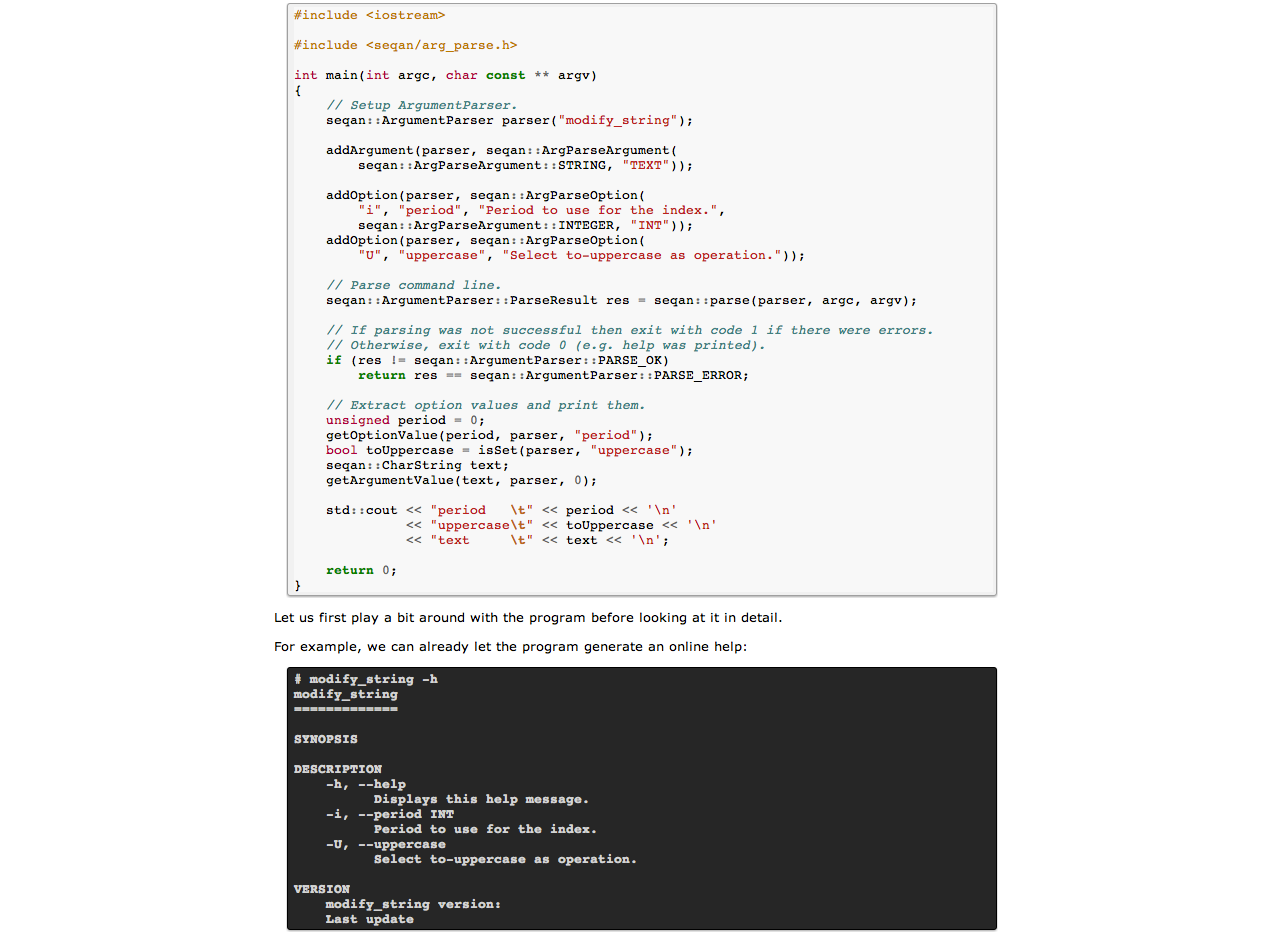 #include <iostream>
#include <seqan/arg_parse.h>
int main(int argc, char const ** argv)
{
    // Setup ArgumentParser.
    seqan::ArgumentParser parser("modify_string");
    addArgument(parser, seqan::ArgParseArgument(
        seqan::ArgParseArgument::STRING, "TEXT"));
    addOption(parser, seqan::ArgParseOption(
        "i", "period", "Period to use for the index.",
        seqan::ArgParseArgument::INTEGER, "INT"));
    addOption(parser, seqan::ArgParseOption(
        "U", "uppercase", "Select to-uppercase as operation."));
    // Parse command line.
    seqan::ArgumentParser::ParseResult res = seqan::parse(parser, argc, argv);
    // If parsing was not successful then exit with code 1 if there were errors.
    // Otherwise, exit with code 0 (e.g. help was printed).
    if (res != seqan::ArgumentParser::PARSE_OK)
        return res == seqan::ArgumentParser::PARSE_ERROR;
    // Extract option values and print them.
    unsigned period = 0;
    getOptionValue(period, parser, "period");
    bool toUppercase = isSet(parser, "uppercase");
    seqan::CharString text;
    getArgumentValue(text, parser, 0);
    std::cout << "period   \t" << period << '\n'
              << "uppercase\t" << toUppercase << '\n'
              << "text     \t" << text << '\n';
    return 0;
}
Let us first play a bit around with the program before looking at it in detail.
For example, we can already let the program generate an online help:
# modify_string -h
modify_string
=============
SYNOPSIS
DESCRIPTION
    -h, --help
          Displays this help message.
    -i, --period INT
          Period to use for the index.
    -U, --uppercase
          Select to-uppercase as operation.
VERSION
    modify_string version:
    Last update